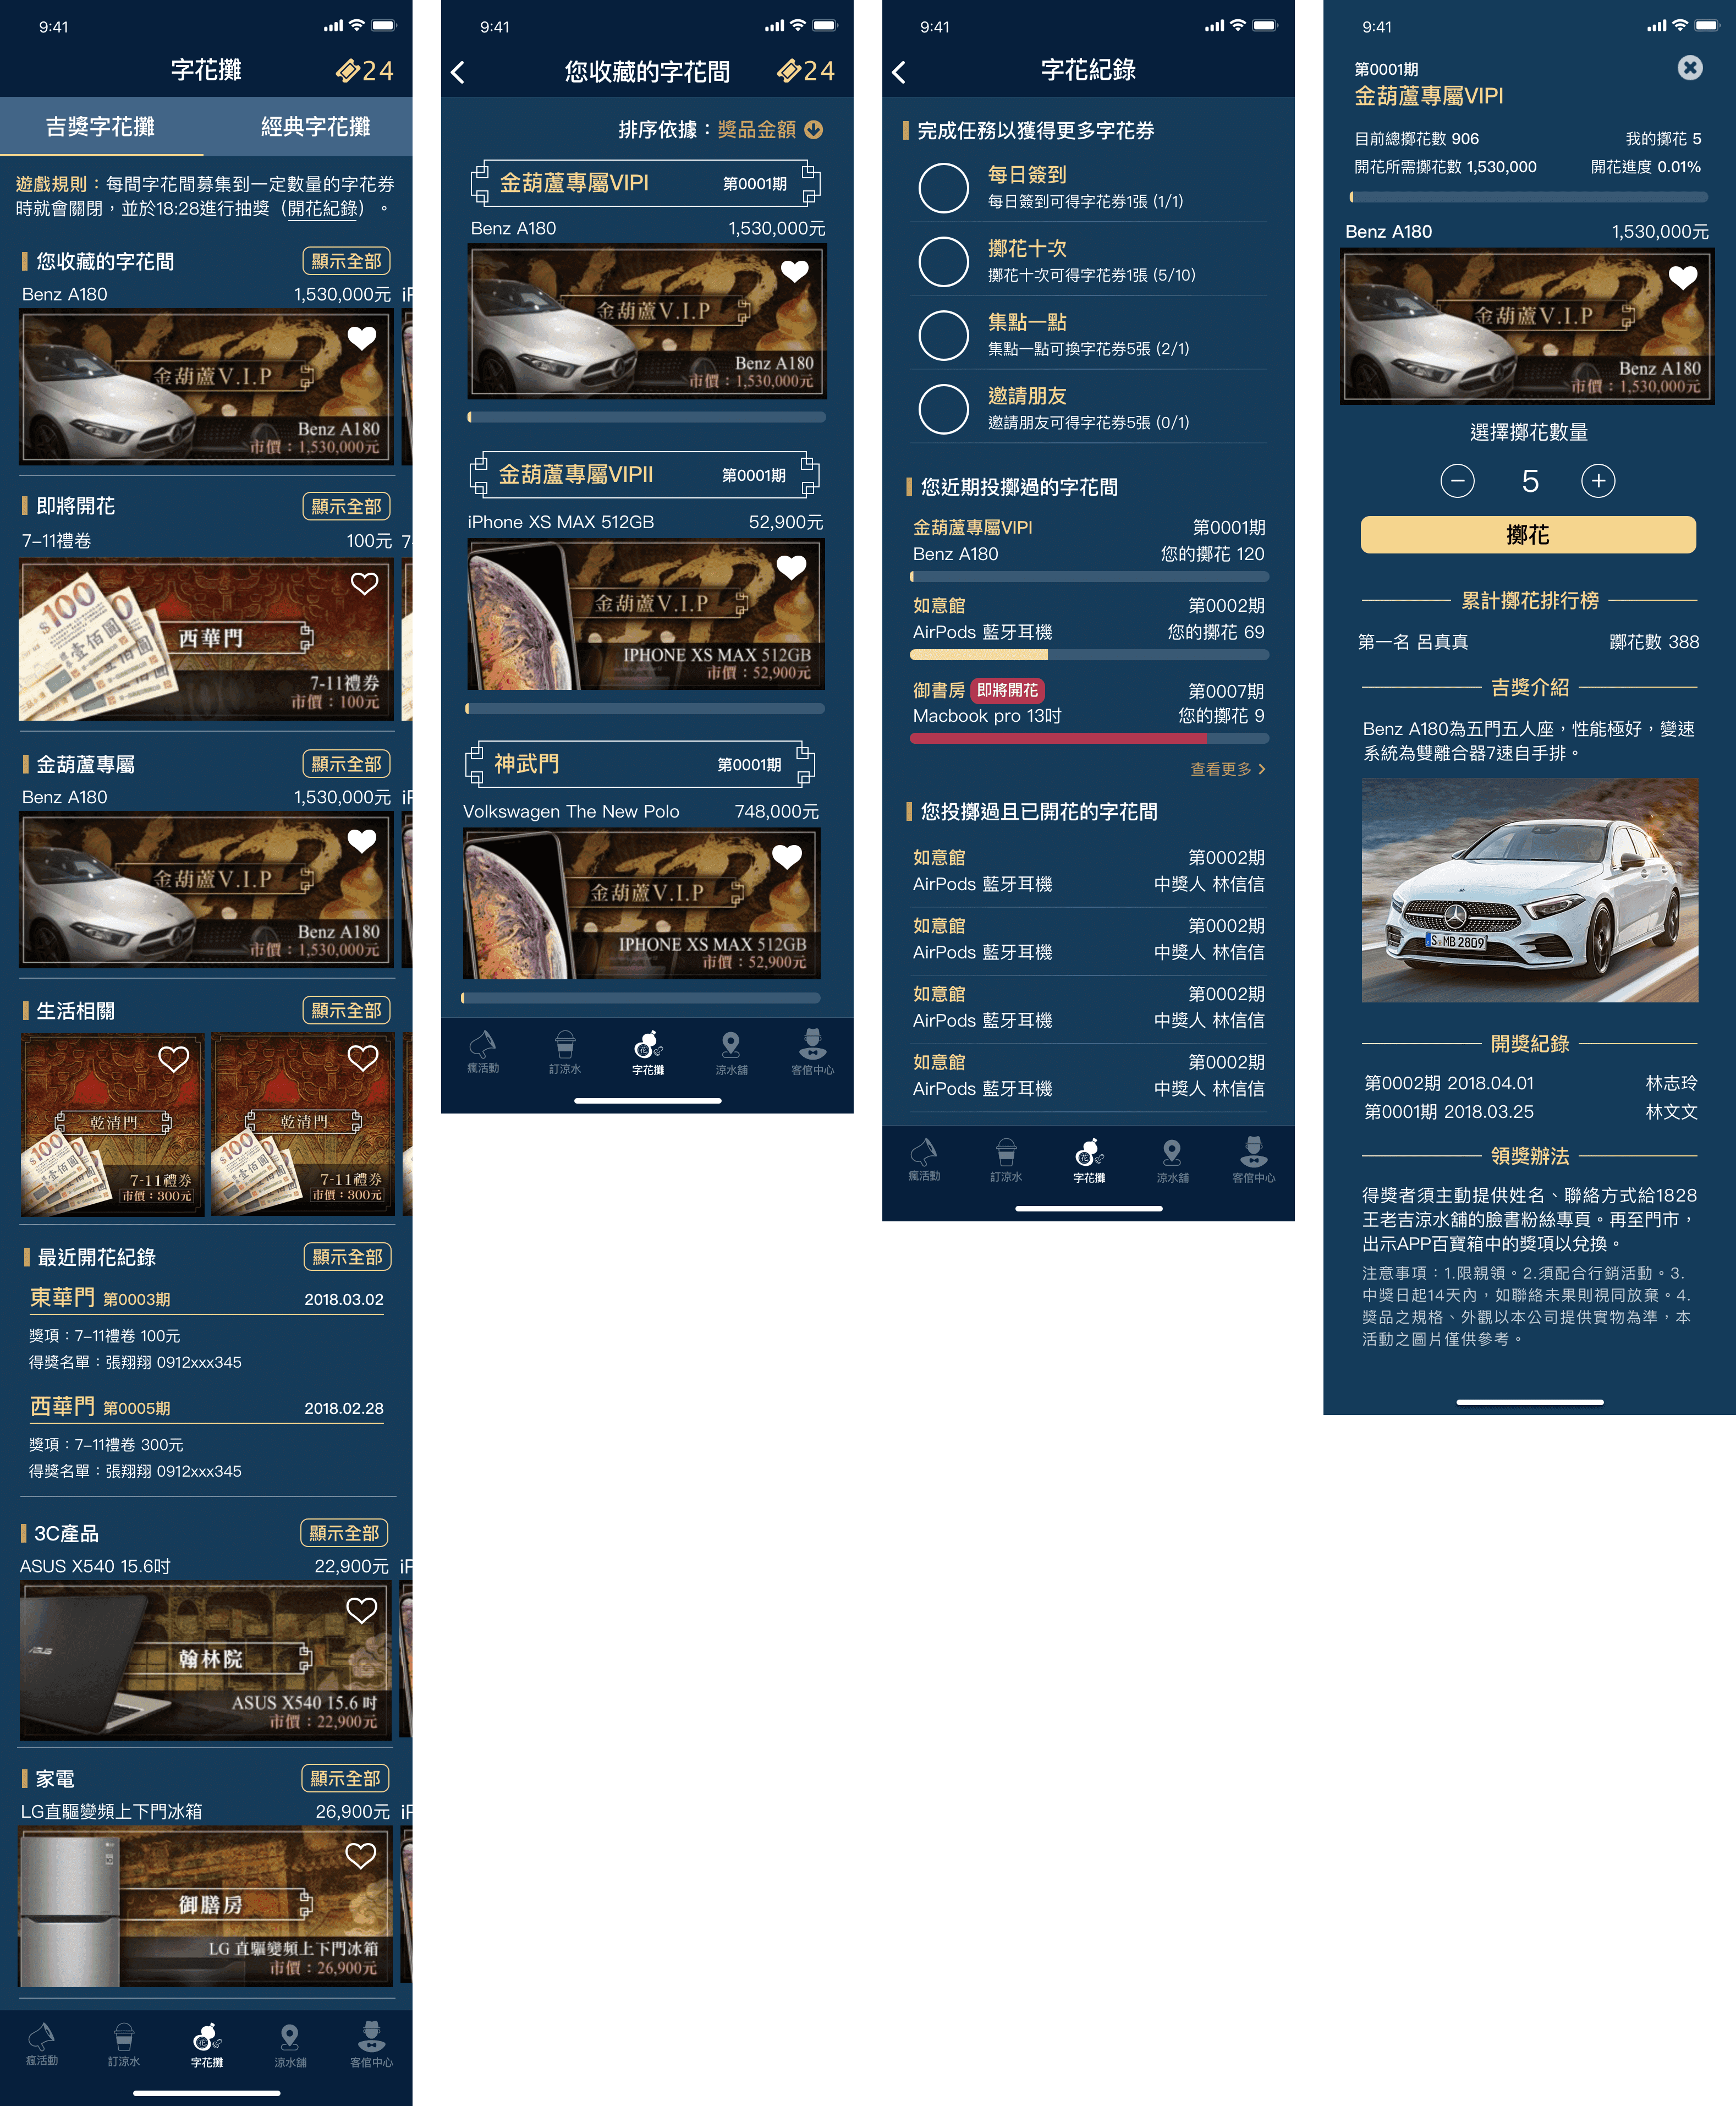 9:41
字花攤
24
吉獎字花攤
經典字花攤
遊戲規則：每間字花間募集到一定數量的字花券
時就會關閉，並於18:28進行抽獎（開花紀錄）。
您收藏的字花間
顯示全部
Benz A180
1,530,000元
iP
金葫蘆V.I.P
Benz A180
市價：1,530,000元
即將開花
顯示全部
7-11禮卷
100元
7-
西華門
7-11禮券
市價：100元
金葫蘆專屬
顯示全部
Benz A180
1,530,000元
iP
金葫蘆V.I.P
Benz A180
市價：1,530,000元
生活相關
顯示全部
乾清門
7-11禮券
市價：300元
乾清門
7-11禮券
市價：300元
最近開花紀錄
顯示全部
東華門 第0003期
2018.03.02
獎項：7-11禮卷 100元
得獎名單：張翔翔 0912xxx345
西華門 第0005期
2018.02.28
獎項：7-11禮卷 300元
得獎名單：張翔翔 0912xxx345
3C產品
顯示全部
ASUS X540 15.6吋
22,900元
iP
ASUS
翰林院
ASUS X540 15.6 吋
市價：22,900元
家電
顯示全部
LG直驅變頻上下門冰箱
26,900元
iP
御膳房
LG 直驅變頻上下門冰箱
市價：26,900元
瘋活動
訂涼水
字花攤
涼水舖
客倌中心
9:41
您收藏的字花間
24
排序依據：獎品金額
金葫蘆專屬VIPI
第0001期
Benz A180
1,530,000元
金葫蘆V.I.P
Benz A180
市價：1,530,000元
金葫蘆專屬VIPII
第0001期
iPhone XS MAX 512GB
52,900元
金葫蘆V.I.P
IPHONE XS MAX 512GB
市價：52,900元
神武門
第0001期
Volkswagen The New Polo
748,000元
金葫蘆V.I.P
IPHONE XS MAX 512GB
市價：52,900元
瘋活動
訂涼水
字花攤
涼水舖
客倌中心
9:41
字花紀錄
完成任務以獲得更多字花券
每日簽到
每日簽到可得字花券1張 (1/1)
擲花十次
擲花十次可得字花券1張 (5/10)
集點一點
集點一點可換字花券5張 (2/1)
邀請朋友
邀請朋友可得字花券5張 (0/1)
您近期投擲過的字花間
金葫蘆專屬VIPI
第0001期
Benz A180
您的擲花 120
如意館
第0002期
AirPods 藍牙耳機
您的擲花 69
御書房
即將開花
第0007期
Macbook pro 13吋
您的擲花 9
查看更多
您投擲過且已開花的字花間
如意館
第0002期
AirPods 藍牙耳機
中獎人 林信信
如意館
第0002期
AirPods 藍牙耳機
中獎人 林信信
如意館
第0002期
AirPods 藍牙耳機
中獎人 林信信
如意館
第0002期
AirPods 藍牙耳機
中獎人 林信信
瘋活動
訂涼水
字花攤
涼水舖
客倌中心
9:41
第0001期
金葫蘆專屬VIPI
目前總擲花數 906
我的擲花 5
開花所需擲花數 1,530,000
開花進度 0.01%
Benz A180
1,530,000元
金葫蘆V.I.P
Benz A180
市價：1,530,000元
選擇擲花數量
5
擲花
累計擲花排行榜
第一名 呂真真
躑花數 388
吉獎介紹
Benz A180為五門五人座，性能極好，變速
系統為雙離合器7速自手排。
S MB 2809
開獎紀錄
第0002期 2018.04.01
林志玲
第0001期 2018.03.25
林文文
領獎辦法
得獎者須主動提供姓名、聯絡方式給1828
王老吉涼水舖的臉書粉絲專頁。再至門市，
出示APP百寶箱中的獎項以兌換。
注意事項：1.限親領。2.須配合行銷活動。3.
中獎日起14天內，如聯絡未果則視同放棄。4.
獎品之規格、外觀以本公司提供實物為準，本
活動之圖片僅供參考。